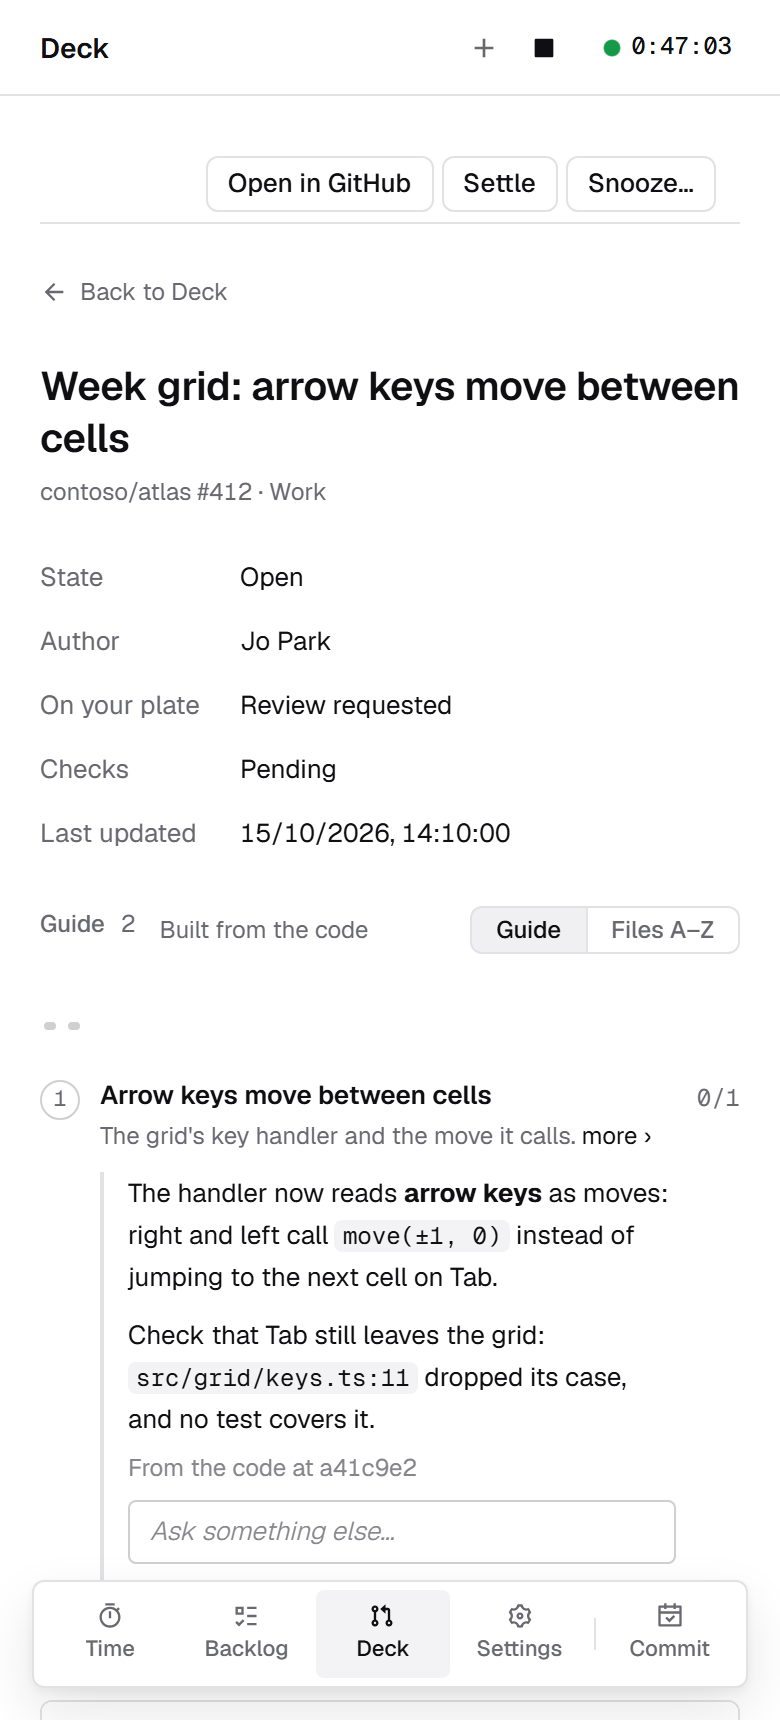 Deck
0:47:03
Open in GitHub
Settle
Snooze…
Back to Deck
Week grid: arrow keys move between
cells
contoso/atlas #412 · Work
State
Open
Author
Jo Park
On your plate
Review requested
Checks
Pending
Last updated
15/10/2026, 14:10:00
Guide 2
Built from the code
Guide
Files A–Z
1
Arrow keys move between cells
0/1
The grid's key handler and the move it calls. more ›
The handler now reads arrow keys as moves:
right and left call move(±1, 0) instead of
jumping to the next cell on Tab.
Check that Tab still leaves the grid:
src/grid/keys.ts:11 dropped its case,
and no test covers it.
From the code at a41c9e2
Ask something else…
Time
Backlog
Deck
Settings
Commit